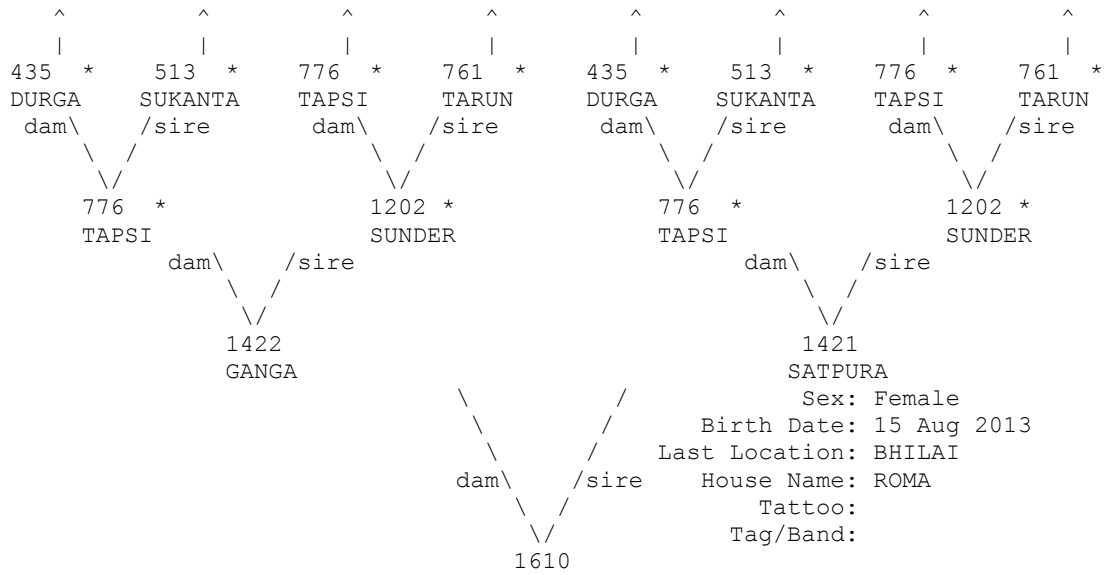 ^ ^ ^ ^ ^ ^ ^ ^
| | | | | | | |
435 * 513 * 776 * 761 * 435 * 513 * 776 * 761 *
DURGA SUKANTA TAPSI TARUN DURGA SUKANTA TAPSI TARUN
dam\ /sire dam\ /sire dam\ /sire dam\ /sire
\ / \ / \ / \ /
\/ \/ \/ \/
776 * 1202 * 776 * 1202 *
TAPSI SUNDER TAPSI SUNDER
dam\ /sire dam\ /sire
\ / \ /
\/ \/
1422 1421
GANGA SATPURA
\ / Sex: Female
\ / Birth Date: 15 Aug 2013
\ / Last Location: BHILAI
dam\ /sire House Name: ROMA
\ / Tattoo:
\/ Tag/Band:
1610